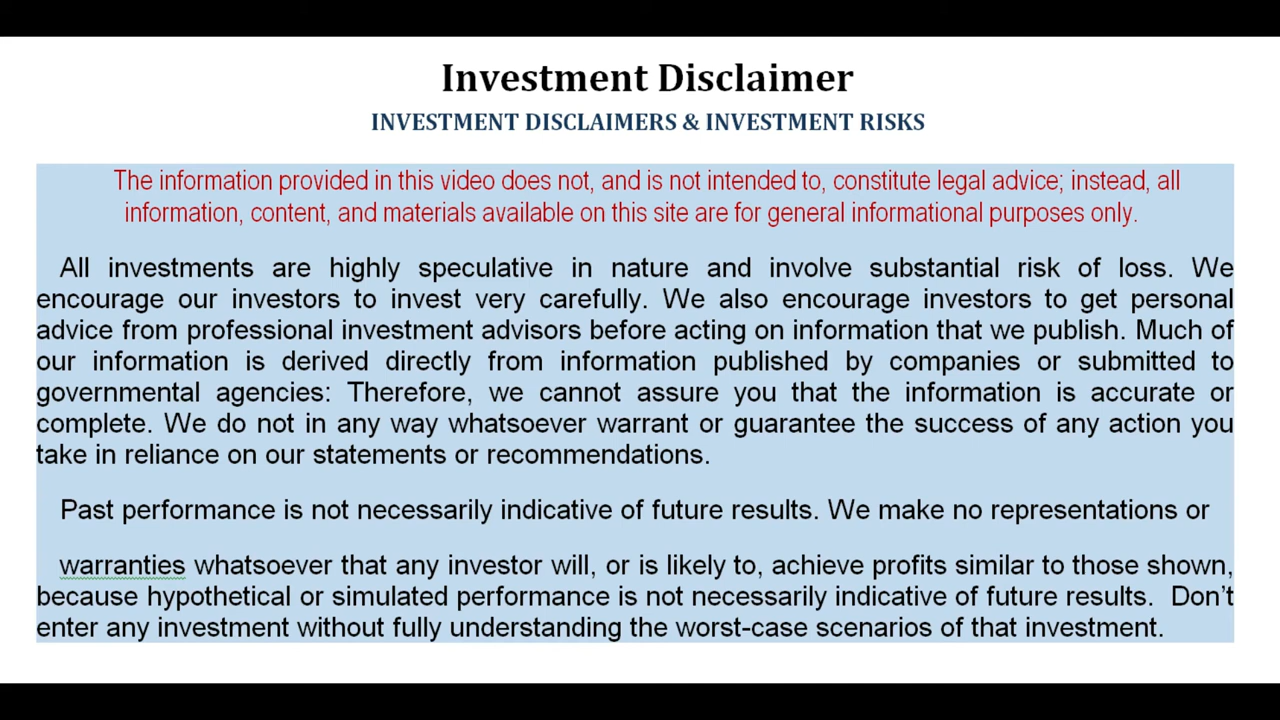 Investment Disclaimer
INVESTMENT DISCLAIMERS & INVESTMENT RISKS
The information provided in this video does not, and is not intended to, constitute legal advice; instead, all
information, content, and materials available on this site are for general informational purposes only.
All investments are highly speculative in nature and involve substantial risk of loss. We
encourage our investors to invest very carefully. We also encourage investors to get personal
advice from professional investment advisors before acting on information that we publish. Much of
our information is derived directly from information published by companies or submitted to
governmental agencies: Therefore, we cannot assure you that the information is accurate or
complete. We do not in any way whatsoever warrant or guarantee the success of any action you
take in reliance on our statements or recommendations.
Past performance is not necessarily indicative of future results. We make no representations or
warranties whatsoever that any investor will, or is likely to, achieve profits similar to those shown,
because hypothetical or simulated performance is not necessarily indicative of future results.  Don’t
enter any investment without fully understanding the worst-case scenarios of that investment.